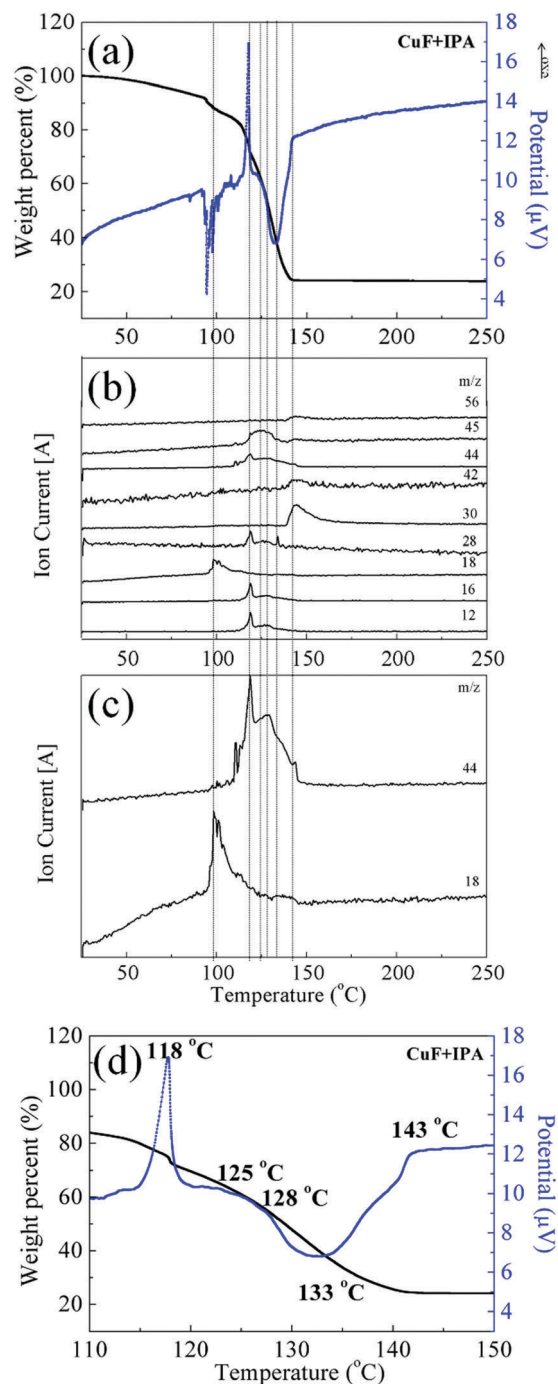 (a)
CuF+IPA
Weight percent (%)
120
100
80
60
40
20
50 100 150 200 250
exo
Potential (µV)
18
16
14
12
10
8
6
4
(b)
m/z
56
45
44
42
30
28
18
16
12
Ion Current [A]
50 100 150 200 250
(c)
m/z
44
18
Ion Current [A]
50 100 150 200 250
Temperature (°C)
(d)
CuF+IPA
118 °C
125 °C
128 °C
133 °C
143 °C
Weight percent (%)
120
100
80
60
40
20
Potential (µV)
18
16
14
12
10
8
6
4
110 120 130 140 150
Temperature (°C)